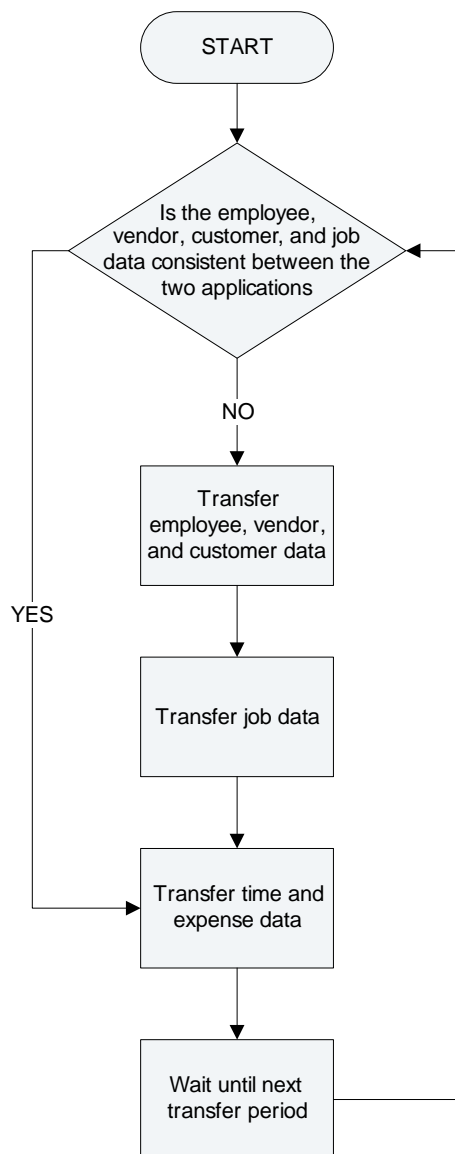 START
Is the employee,
vendor, customer, and job
data consistent between the
two applications
NO
Transfer
employee, vendor,
and customer data
YES
Transfer job data
Transfer time and
expense data
Wait until next
transfer period